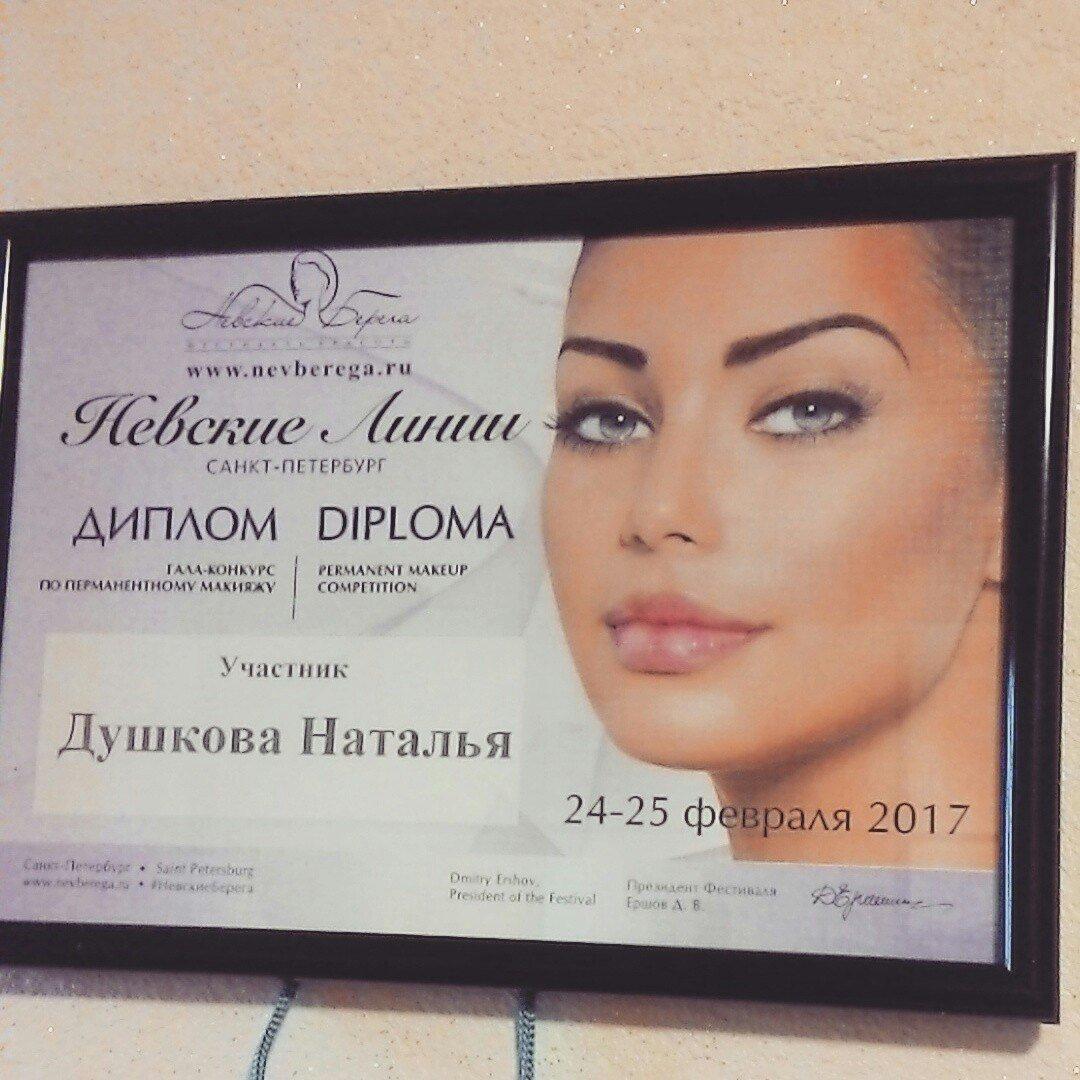 Невские Берега
ФЕСТИВАЛЬ КРАСОТЫ
www.nevberega.ru
Невские Линии
САНКТ-ПЕТЕРБУРГ
ДИПЛОМ DIPLOMA
ГАЛА-КОНКУРС
ПО ПЕРМАНЕНТНОМУ МАКИЯЖУ
PERMANENT MAKEUP
COMPETITION
Участник
Душкова Наталья
24-25 февраля 2017
Санкт-Петербург • Saint Petersburg
www.nevberega.ru • #НевскиеБерега
Dmitry Ershov,
President of the Festival
Президент Фестиваля
Ершов Д. В.